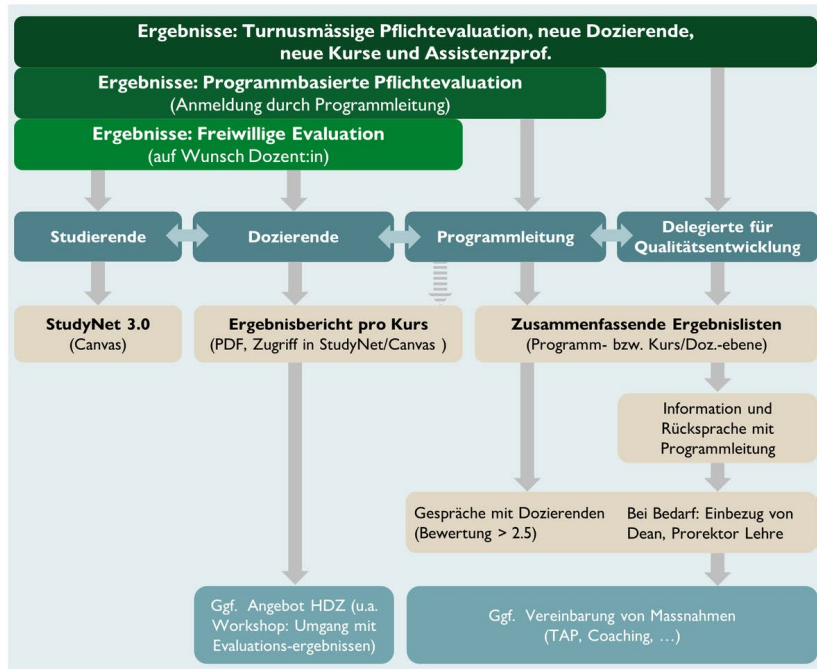 Ergebnisse: Turnusmässige Pflichtevaluation, neue Dozierende,
neue Kurse und Assistenzprof.
Ergebnisse: Programmbasierte Pflichtevaluation
(Anmeldung durch Programmleitung)
Ergebnisse: Freiwillige Evaluation
(auf Wunsch Dozent:in)
Studierende
Dozierende
Programmleitung
Delegierte für
Qualitätsentwicklung
StudyNet 3.0
(Canvas)
Ergebnisbericht pro Kurs
(PDF, Zugriff in StudyNet/Canvas )
Zusammenfassende Ergebnislisten
(Programm- bzw. Kurs/Doz.-ebene)
Information und
Rücksprache mit
Programmleitung
Gespräche mit Dozierenden
(Bewertung > 2.5)
Bei Bedarf: Einbezug von
Dean, Prorektor Lehre
Ggf. Angebot HDZ (u.a.
Workshop: Umgang mit
Evaluations-ergebnissen)
Ggf. Vereinbarung von Massnahmen
(TAP, Coaching, …)